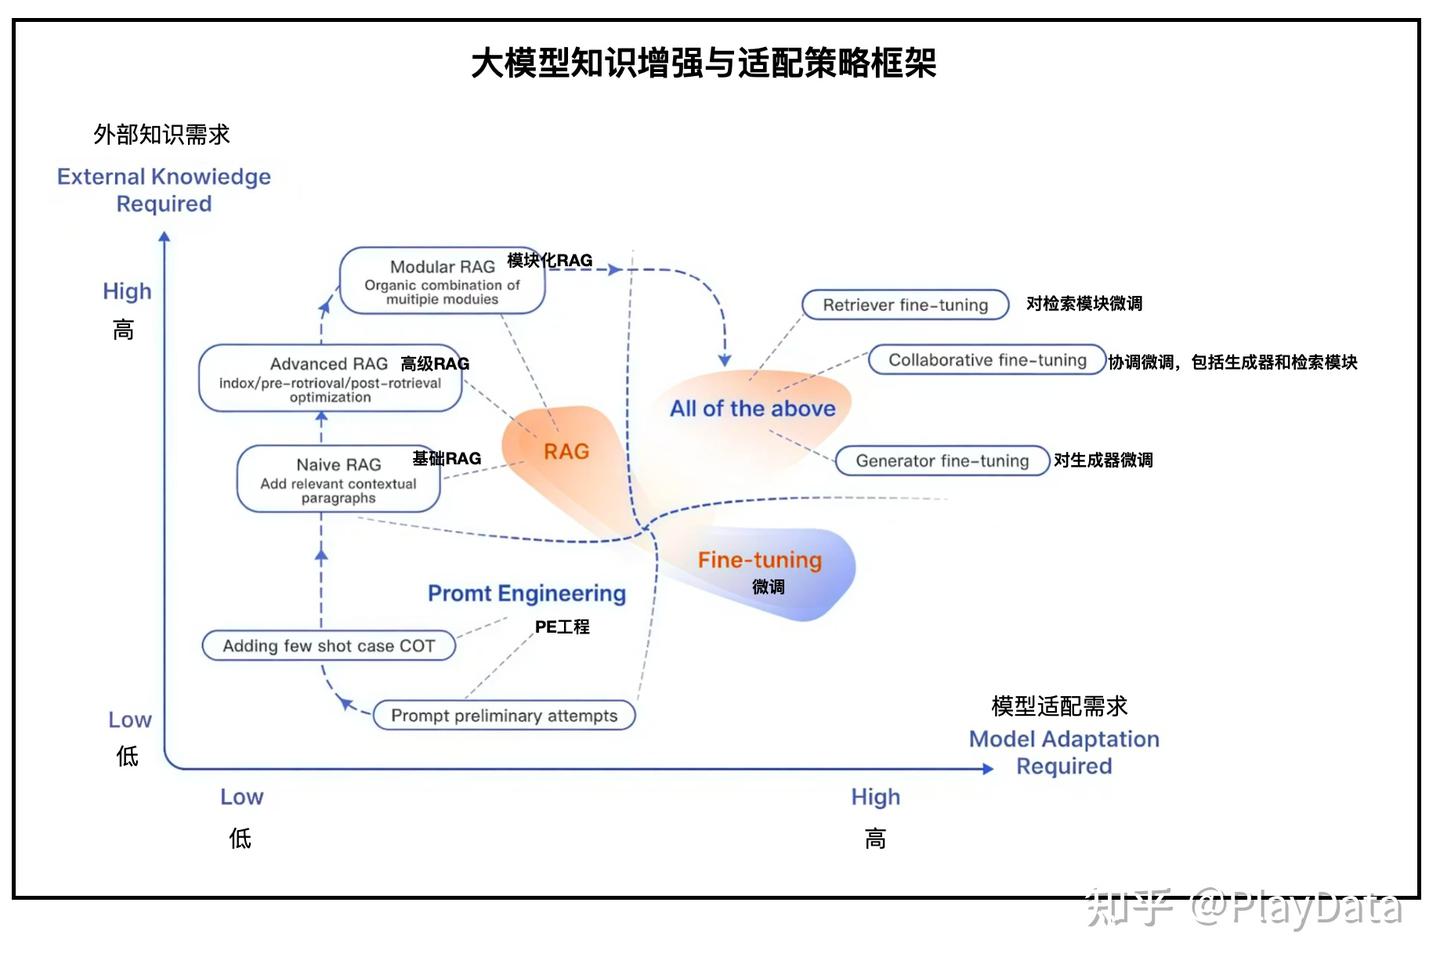 大模型知识增强与适配策略框架
外部知识需求
External Knowiedge
Required
High
高
Modular RAG
模块化RAG
Organic combination of
muitipie moduies
Advanced RAG
高级RAG
indox/pre-rotrioval/post-rotrieval
optimization
Naive RAG
基础RAG
Add relevant contextual
paragraphs
RAG
All of the above
Retriever fine-tuning
对检索模块微调
Collaborative fine-tuning
协调微调，包括生成器和检索模块
Generator fine-tuning
对生成器微调
Fine-tuning
微调
Promt Engineering
PE工程
Adding few shot case COT
Prompt preliminary attempts
Low
低
模型适配需求
Model Adaptation
Required
Low
低
High
高
知乎 @PlayData